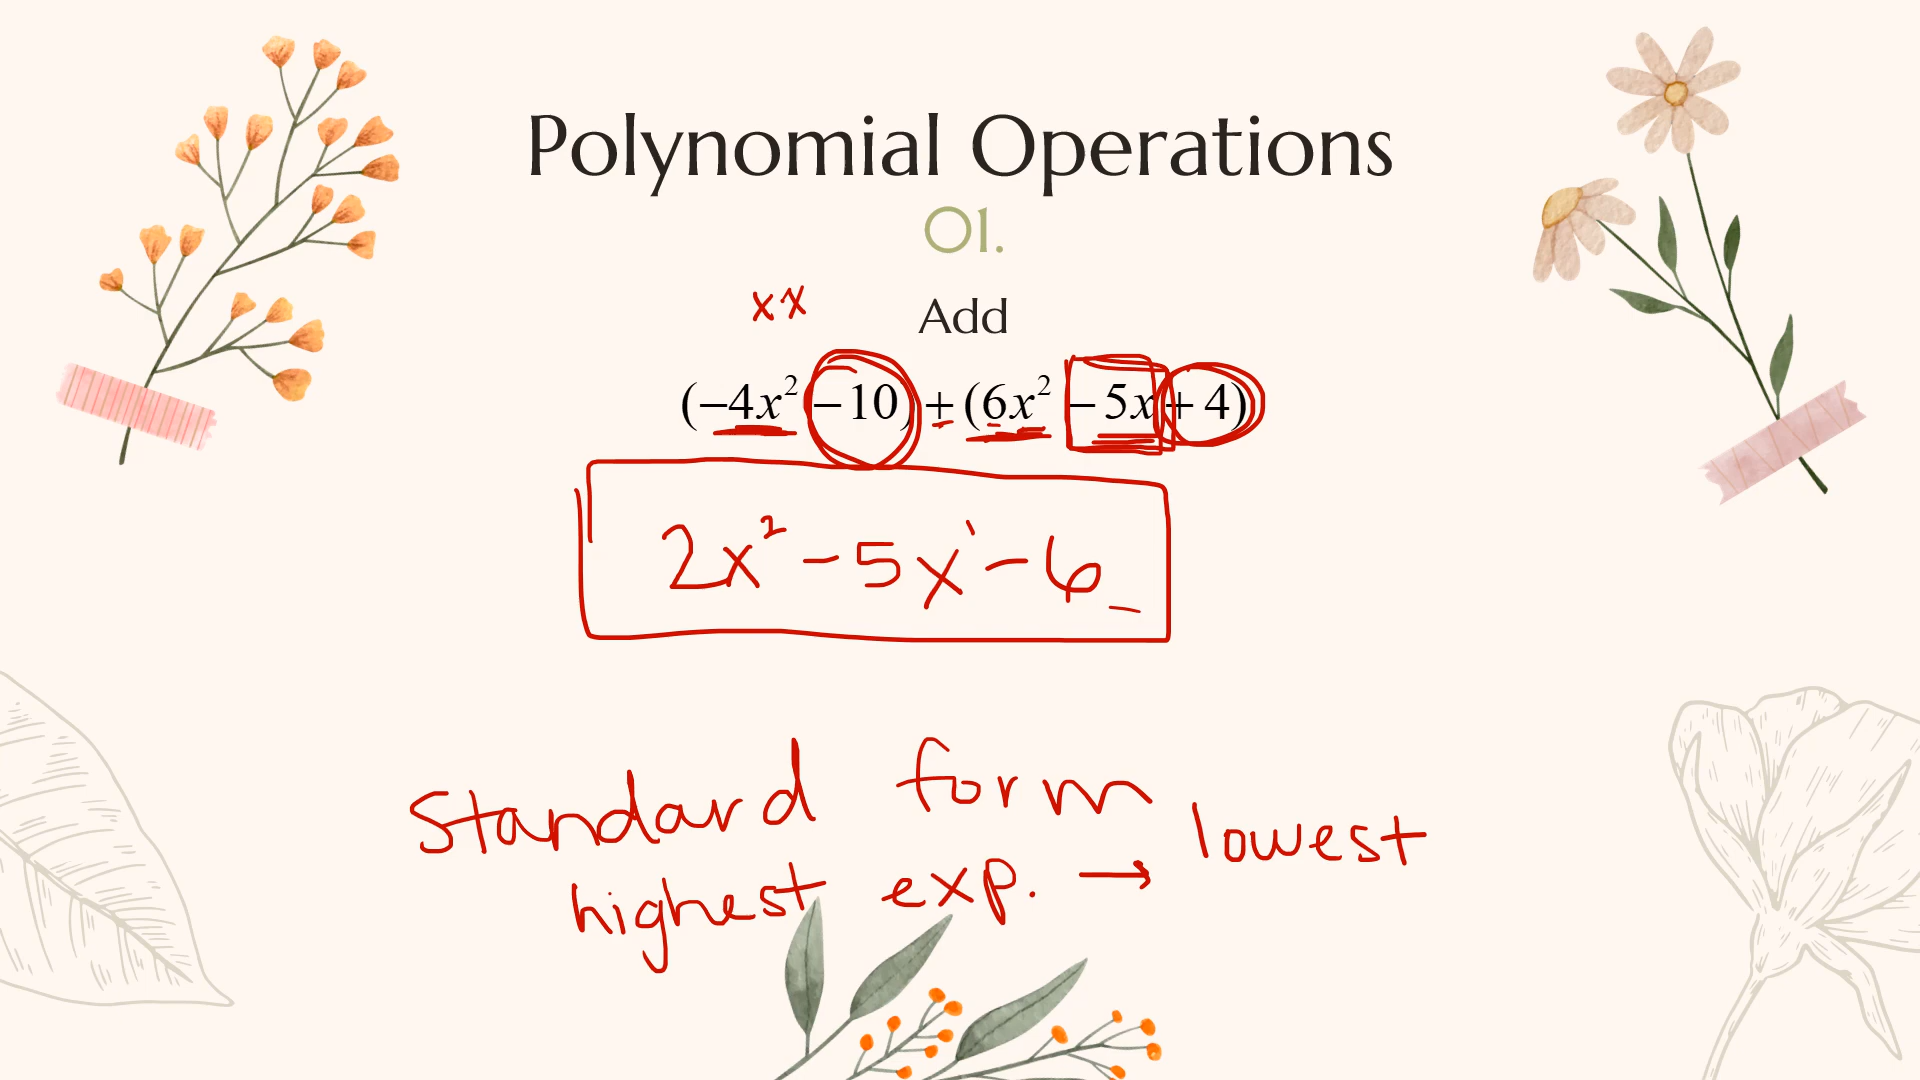 Polynomial Operations
01.
xx
Add
(−4x² −10) + (6x² −5x + 4)
2x² − 5x¹ − 6
Standard form
highest exp. → lowest